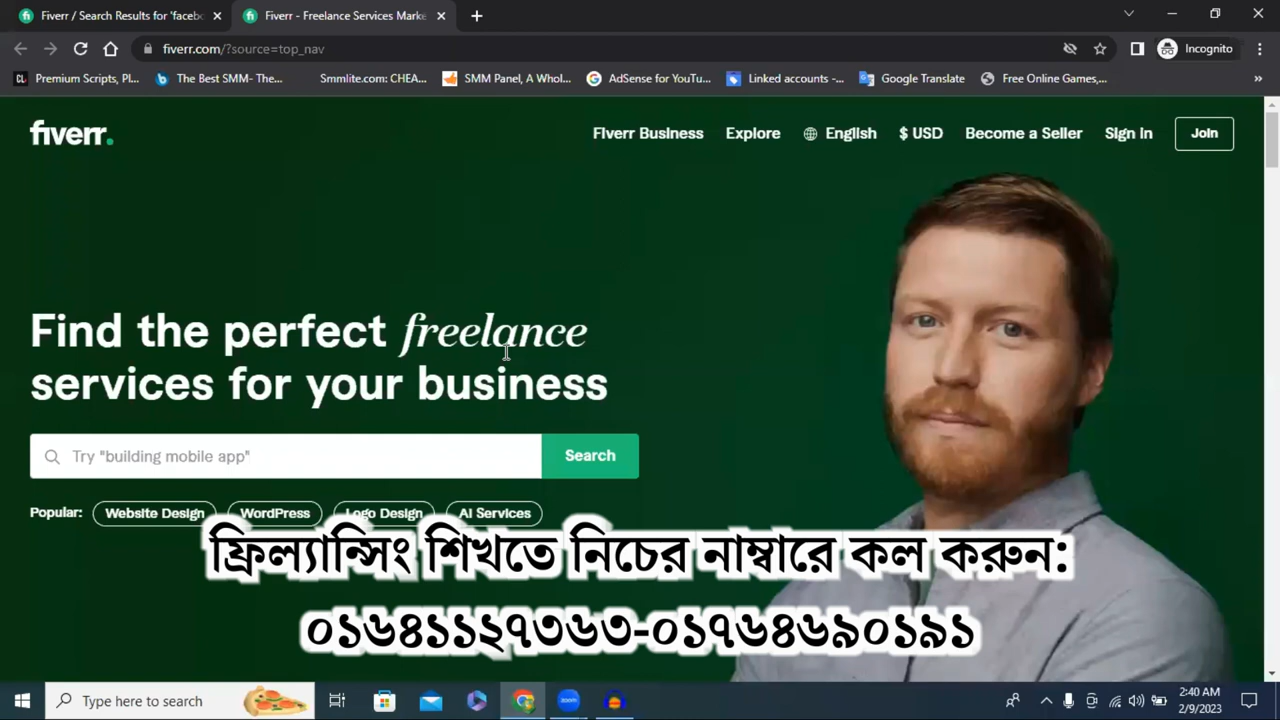 Fiverr / Search Results for 'facebo
Fiverr - Freelance Services Marke
fiverr.com/?source=top_nav
Incognito
Premium Scripts, Pl...
The Best SMM- The...
Smmlite.com: CHEA...
SMM Panel, A Whol...
AdSense for YouTu...
Linked accounts -...
Google Translate
Free Online Games,...
fiverr.
Fiverr Business
Explore
English
$ USD
Become a Seller
Sign In
Join
Find the perfect freelance
services for your business
Try "building mobile app"
Search
Popular:
Website Design
WordPress
Logo Design
AI Services
ফ্রিল্যান্সিং শিখতে নিচের নাম্বারে কল করুন:
০১৬৪১১২৭৩৬৩-০১৭৬৪৬৯০১৯১
Type here to search
2:40 AM
2/9/2023